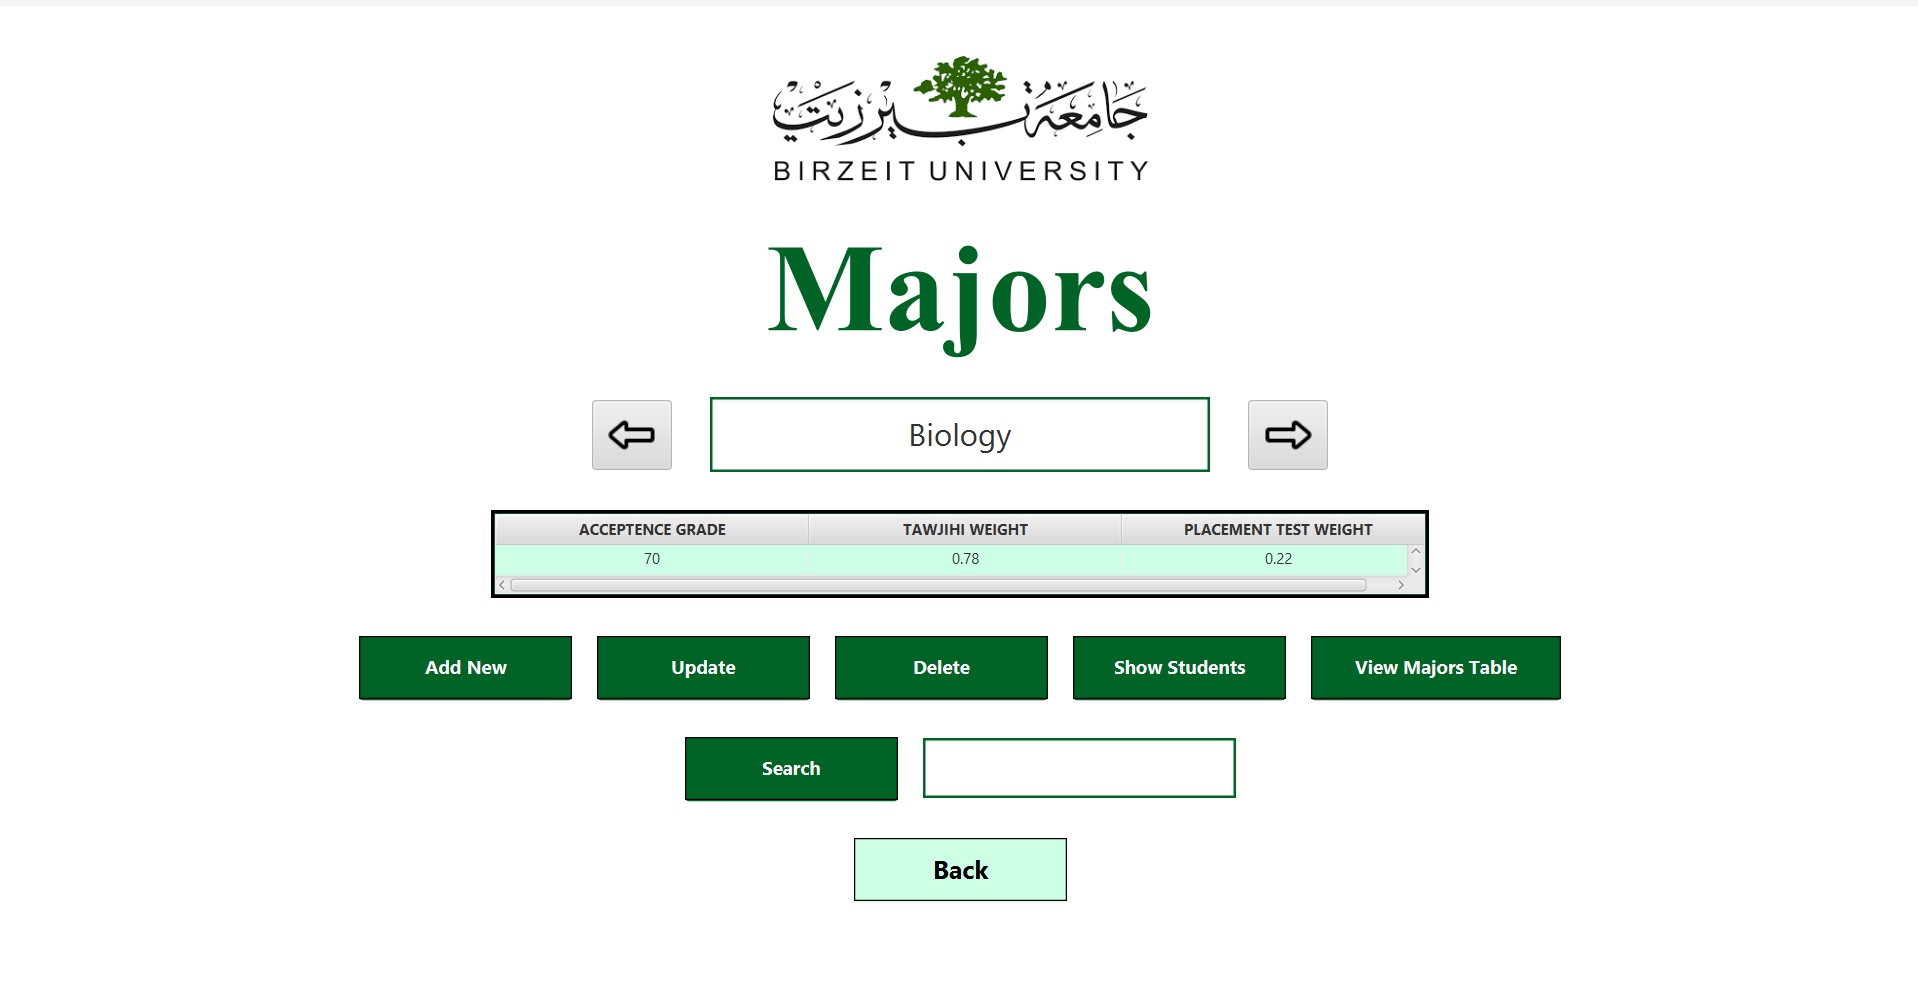 جَامِعَةُ بيرزيت
BIRZEIT UNIVERSITY
Majors
Biology
ACCEPTENCE GRADE TAWJIHI WEIGHT PLACEMENT TEST WEIGHT
70 0.78 0.22
Add New Update Delete Show Students View Majors Table
Search
Back